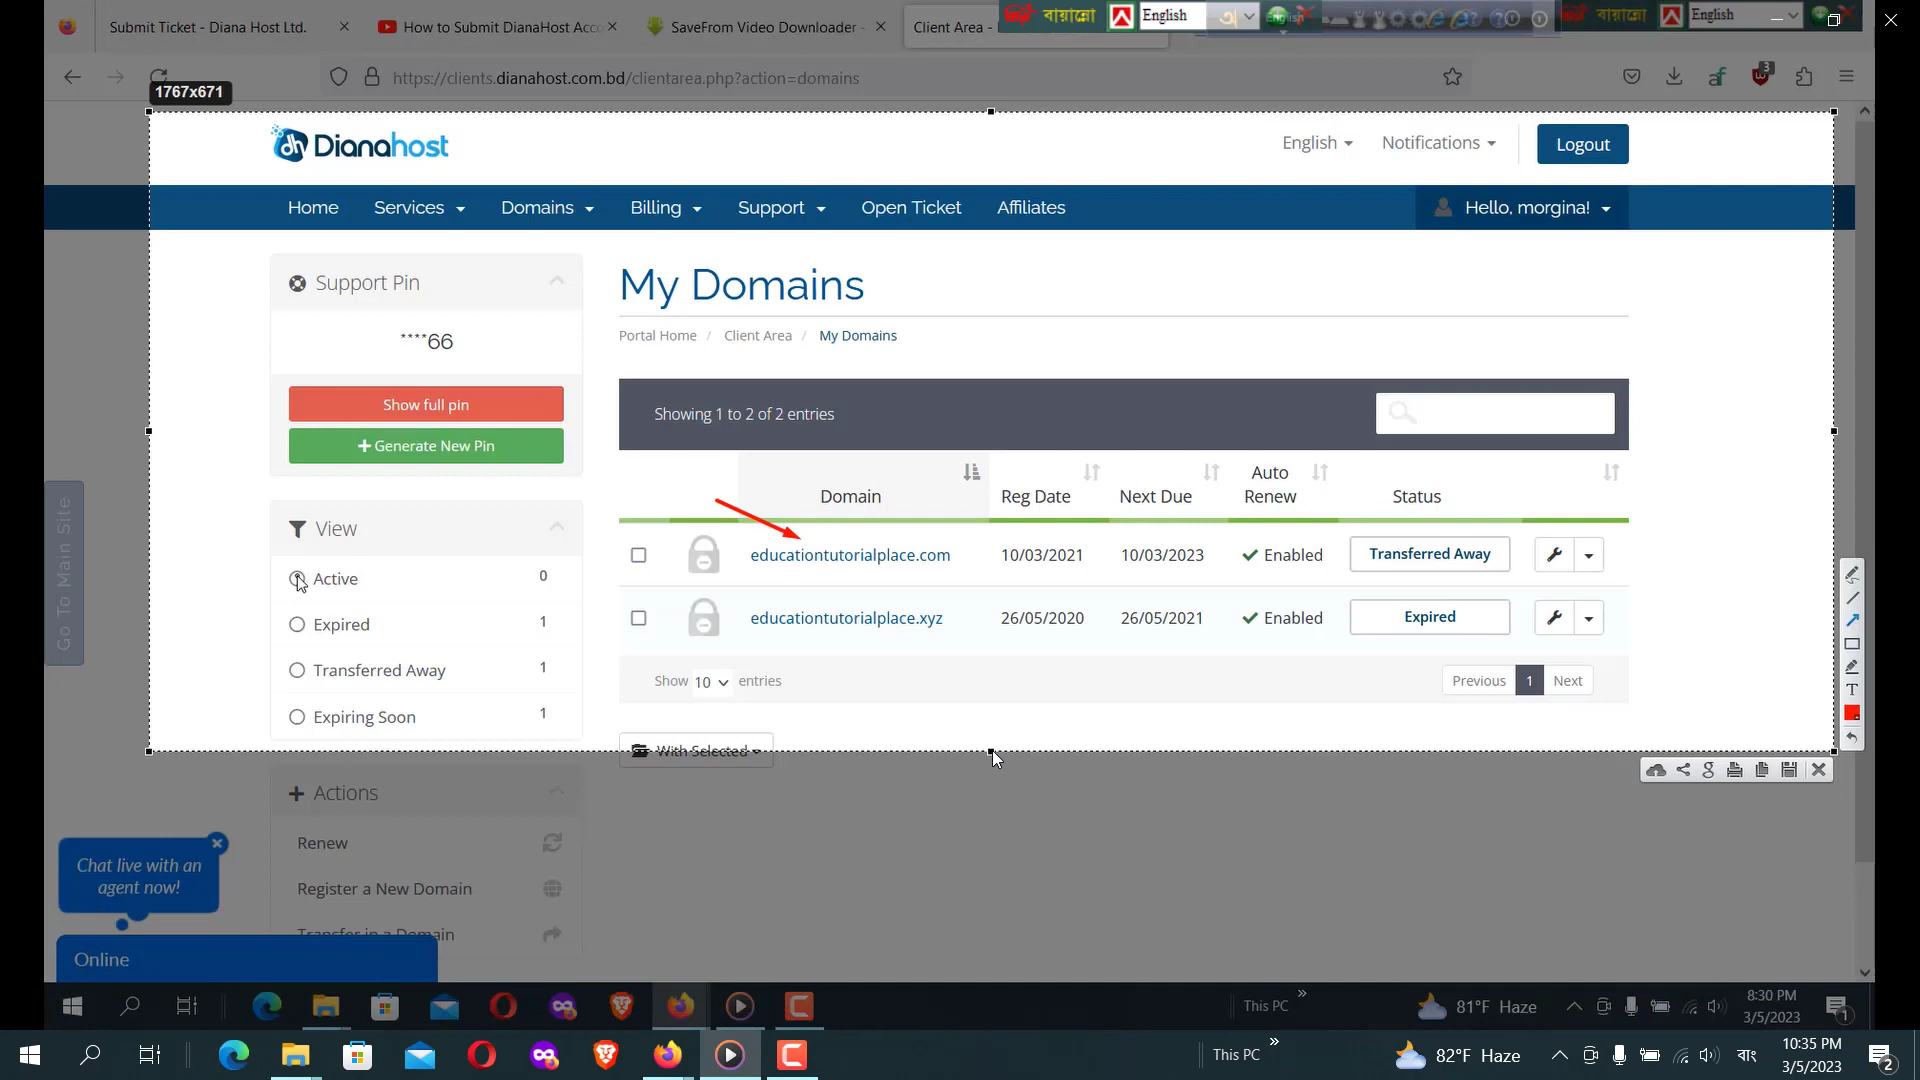 Submit Ticket - Diana Host Ltd.
How to Submit DianaHost Acco
SaveFrom Video Downloader -
Client Area -
বায়ান্নো
English
বায়ান্নো
English
https://clients.dianahost.com.bd/clientarea.php?action=domains
3
1767x671
Dianahost
English
Notifications
Logout
Home
Services
Domains
Billing
Support
Open Ticket
Affiliates
Hello, morgina!
Support Pin
****66
Show full pin
Generate New Pin
View
Active 0
Expired 1
Transferred Away 1
Expiring Soon 1
My Domains
Portal Home / Client Area / My Domains
Showing 1 to 2 of 2 entries
Domain Reg Date Next Due Auto Renew Status
educationtutorialplace.com 10/03/2021 10/03/2023 Enabled Transferred Away
educationtutorialplace.xyz 26/05/2020 26/05/2021 Enabled Expired
Show 10 entries
Previous 1 Next
With Selected
Actions
Renew
Register a New Domain
Transfer in a Domain
Go To Main Site
Chat live with an
agent now!
Online
This PC
81°F Haze
8:30 PM
3/5/2023
1
This PC
82°F Haze
বাং
10:35 PM
3/5/2023
2